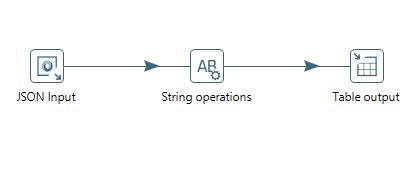 AB
JSON Input
String operations
Table output